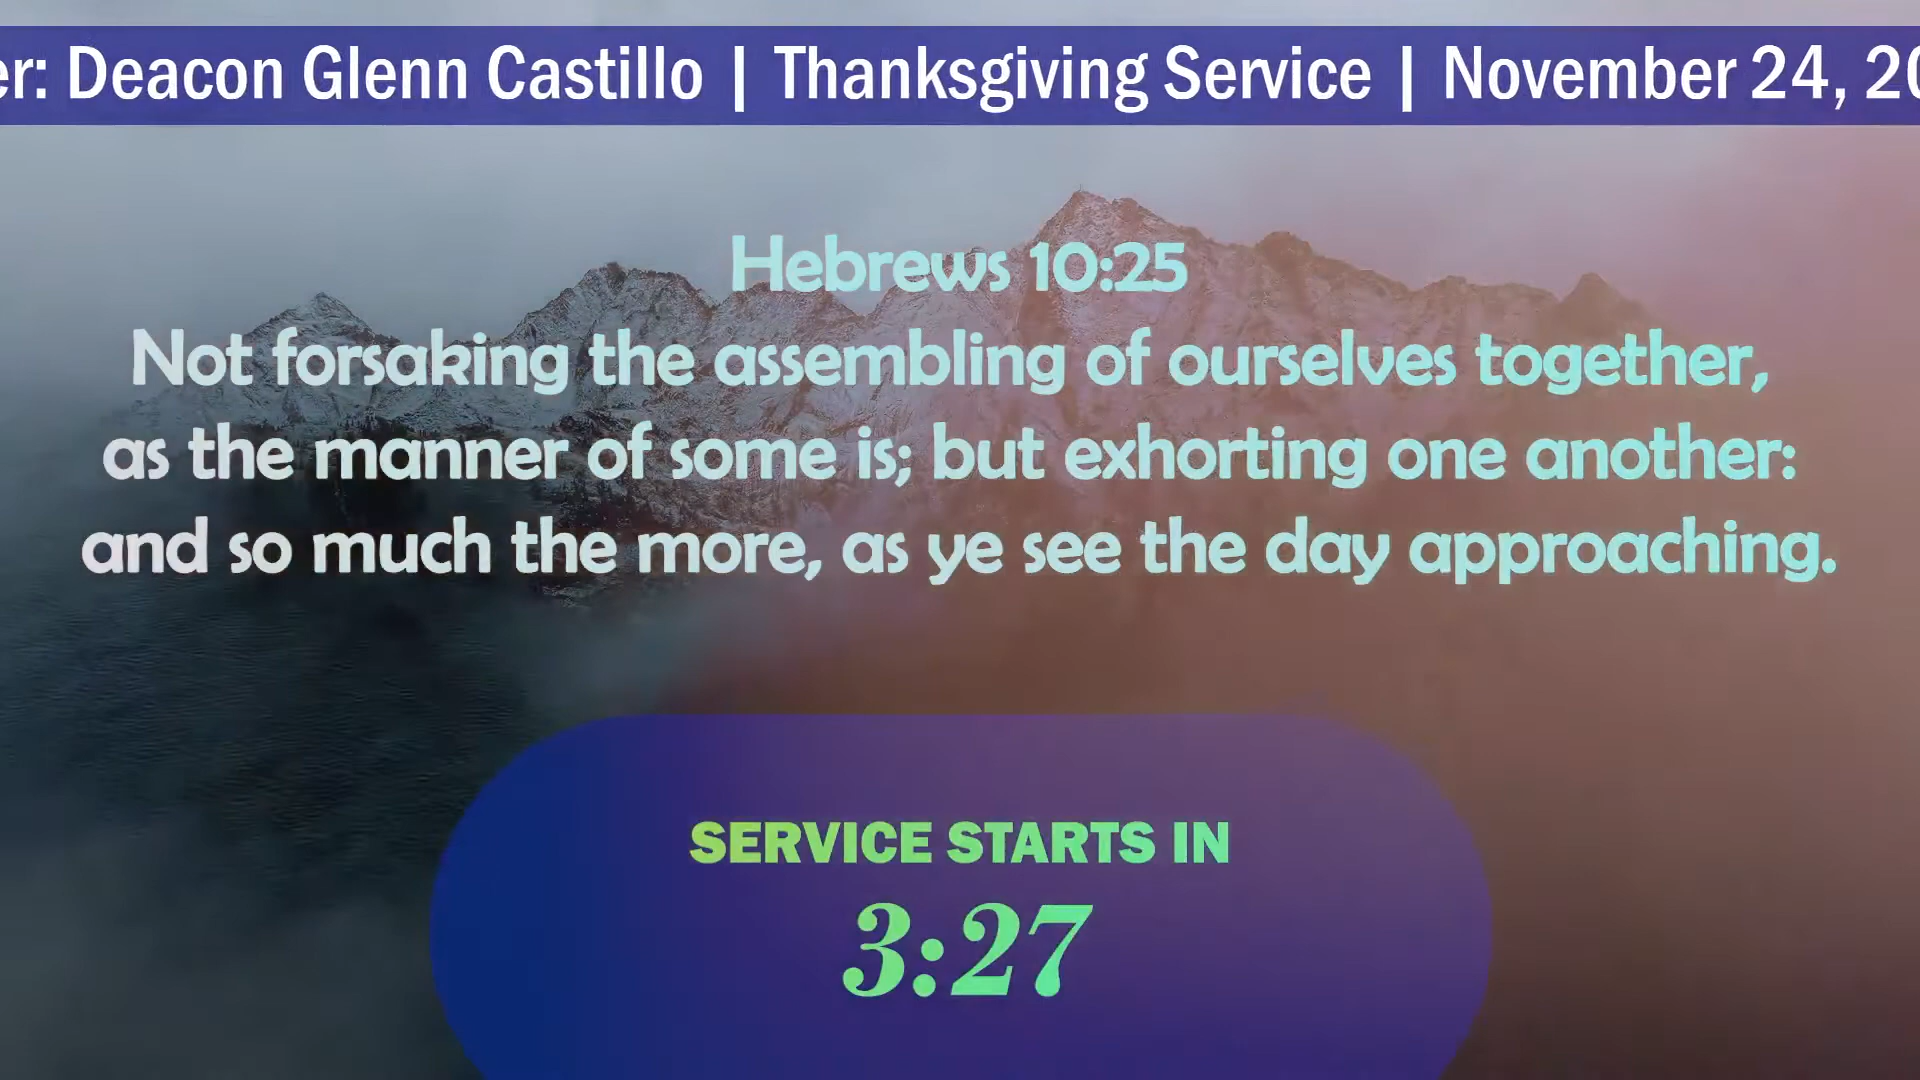 er: Deacon Glenn Castillo | Thanksgiving Service | November 24, 20
Hebrews 10:25
Not forsaking the assembling of ourselves together,
as the manner of some is; but exhorting one another:
and so much the more, as ye see the day approaching.
SERVICE STARTS IN
3:27